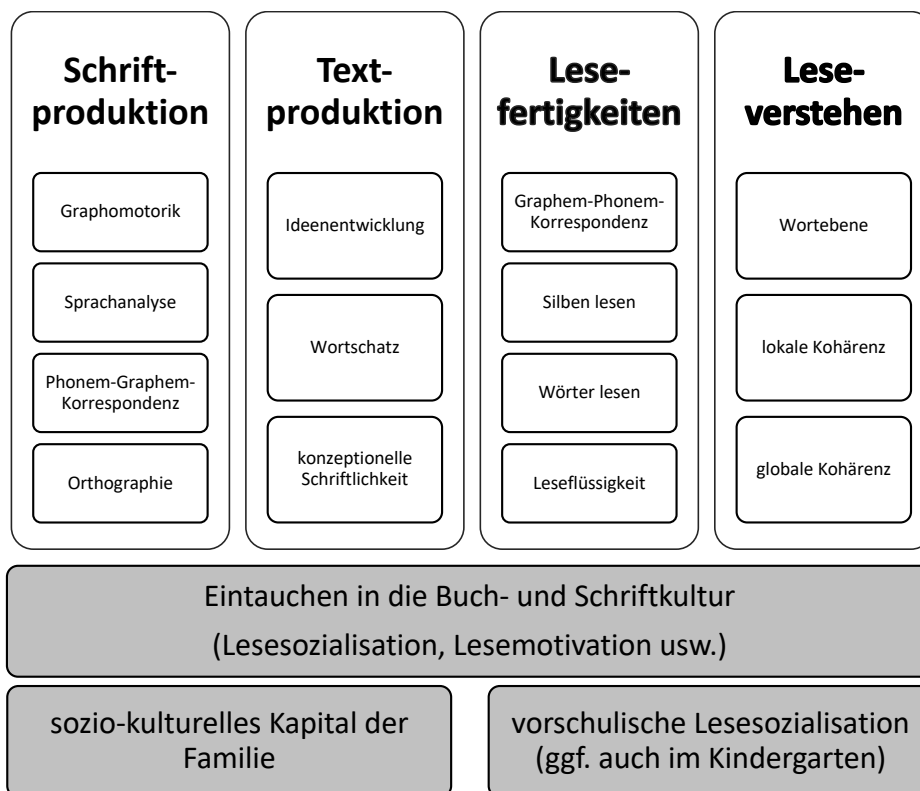 Schrift-
produktion
Graphomotorik
Sprachanalyse
Phonem-Graphem-
Korrespondenz
Orthographie
Text-
produktion
Ideenentwicklung
Wortschatz
konzeptionelle
Schriftlichkeit
Lese-
fertigkeiten
Graphem-Phonem-
Korrespondenz
Silben lesen
Wörter lesen
Leseflüssigkeit
Lese-
verstehen
Wortebene
lokale Kohärenz
globale Kohärenz
Eintauchen in die Buch- und Schriftkultur
(Lesesozialisation, Lesemotivation usw.)
sozio-kulturelles Kapital der
Familie
vorschulische Lesesozialisation
(ggf. auch im Kindergarten)